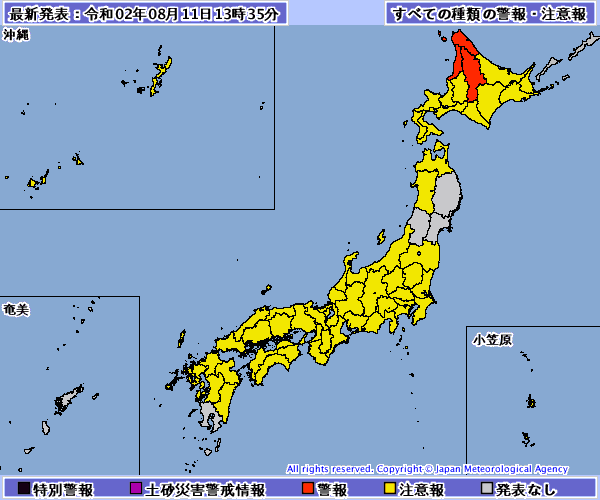 最新発表：令和02年08月11日13時35分
すべての種類の警報・注意報
沖縄
奄美
小笠原
All rights reserved. Copyright © Japan Meteorological Agency
特別警報
土砂災害警戒情報
警報
注意報
発表なし